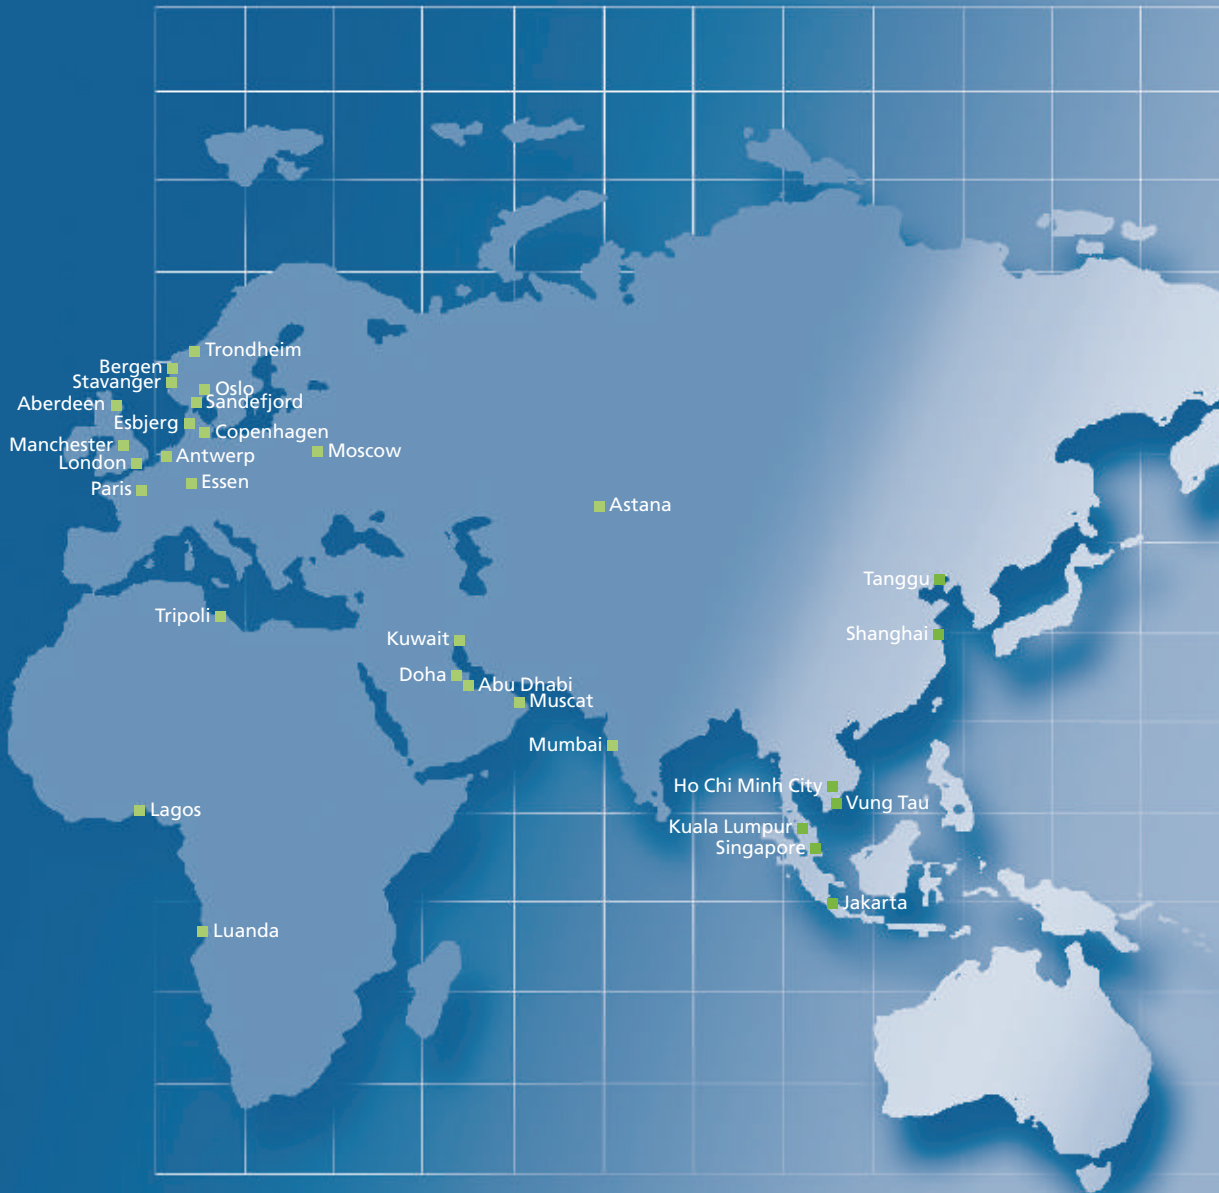 Trondheim
Bergen
Stavanger
Oslo
Sandefjord
Aberdeen
Esbjerg
Copenhagen
Manchester
Moscow
Antwerp
London
Essen
Paris
Astana
Tanggu
Tripoli
Shanghai
Kuwait
Doha
Abu Dhabi
Muscat
Mumbai
Ho Chi Minh City
Vung Tau
Lagos
Kuala Lumpur
Singapore
Jakarta
Luanda